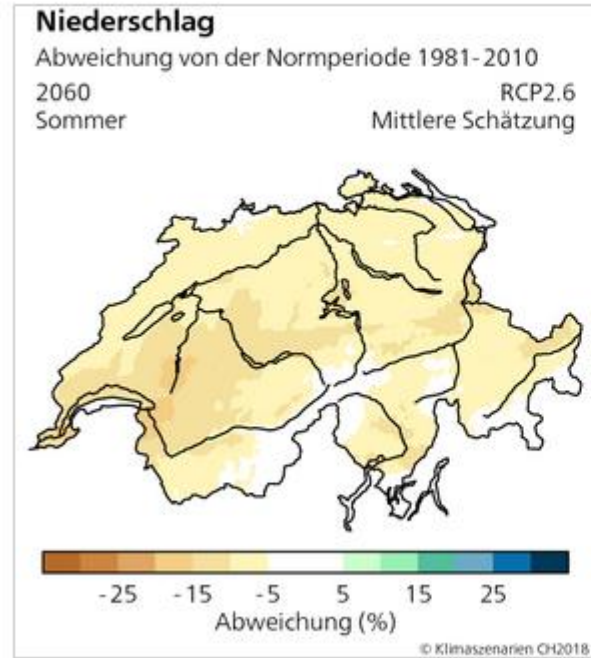 Niederschlag
Abweichung von der Normperiode 1981-2010
2060 RCP2.6
Sommer Mittlere Schätzung
-25 -15 -5 5 15 25
Abweichung (%)
© Klimaszenarien CH2018